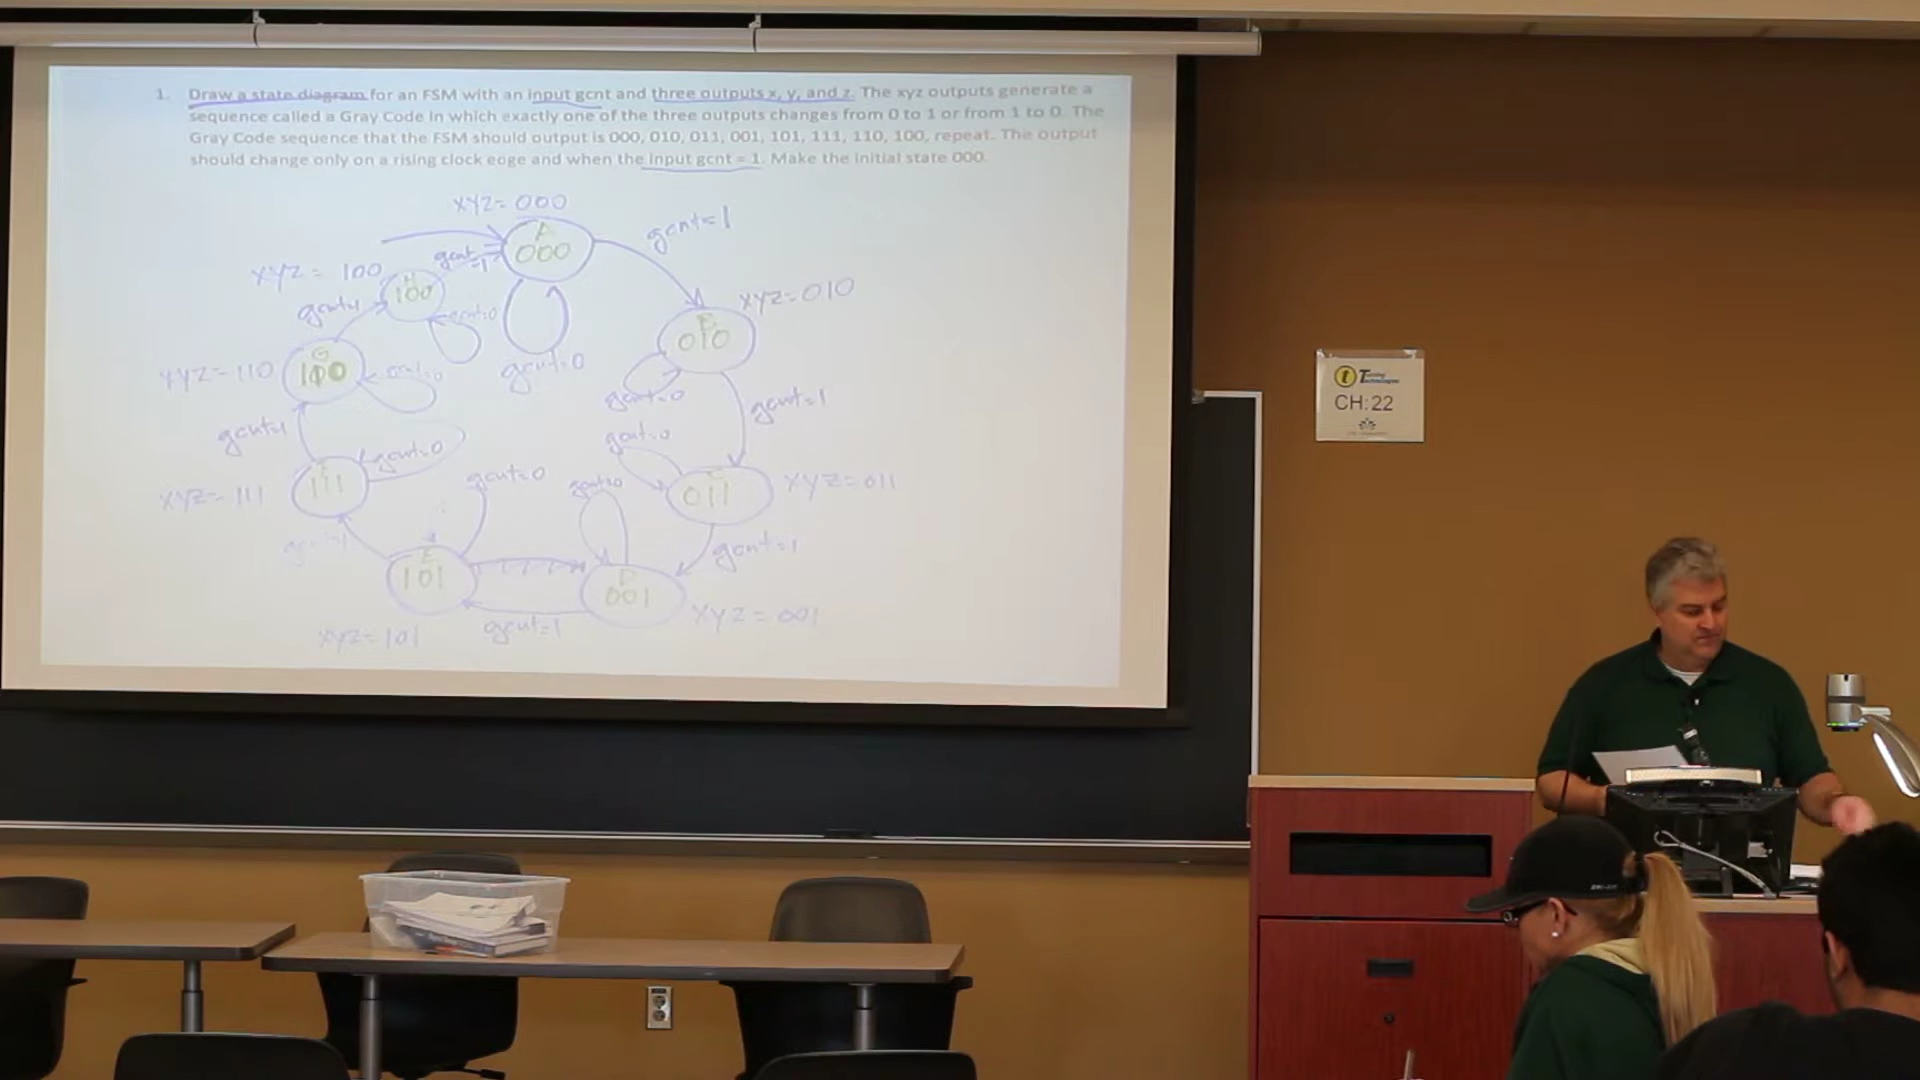 1. Draw a state diagram for an FSM with an input gcnt and three outputs x, y, and z. The xyz outputs generate a
sequence called a Gray Code in which exactly one of the three outputs changes from 0 to 1 or from 1 to 0. The
Gray Code sequence that the FSM should output is 000, 010, 011, 001, 101, 111, 110, 100, repeat. The output
should change only on a rising clock edge and when the input gcnt = 1. Make the initial state 000.
XYZ=000
A
000
gcnt=1
gcnt=1
XYZ=100
H
100
gcnt=1
gcnt=0
gcnt=0
XYZ=010
B
010
gcnt=0
gcnt=1
XYZ=110
G
110
gcnt=0
gcnt=1
gcnt=0
XYZ=111
111
gcnt=0
gcnt=0
gcnt=0
C
011
XYZ=011
gcnt=1
gcnt=1
E
101
D
001
XYZ=101
gcnt=1
XYZ=001
t Turning
Technologies
CH:22